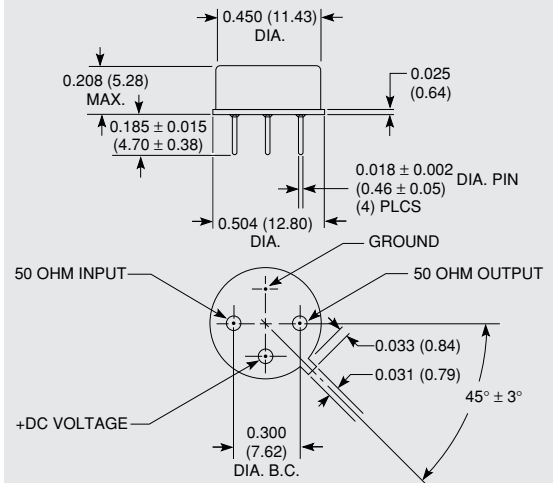 0.450 (11.43)
DIA.
0.208 (5.28)
MAX.
0.025
(0.64)
0.185 ± 0.015
(4.70 ± 0.38)
0.018 ± 0.002
(0.46 ± 0.05)
DIA. PIN
(4) PLCS
0.504 (12.80)
DIA.
GROUND
50 OHM INPUT
50 OHM OUTPUT
0.033 (0.84)
0.031 (0.79)
45° ± 3°
+DC VOLTAGE
0.300
(7.62)
DIA. B.C.